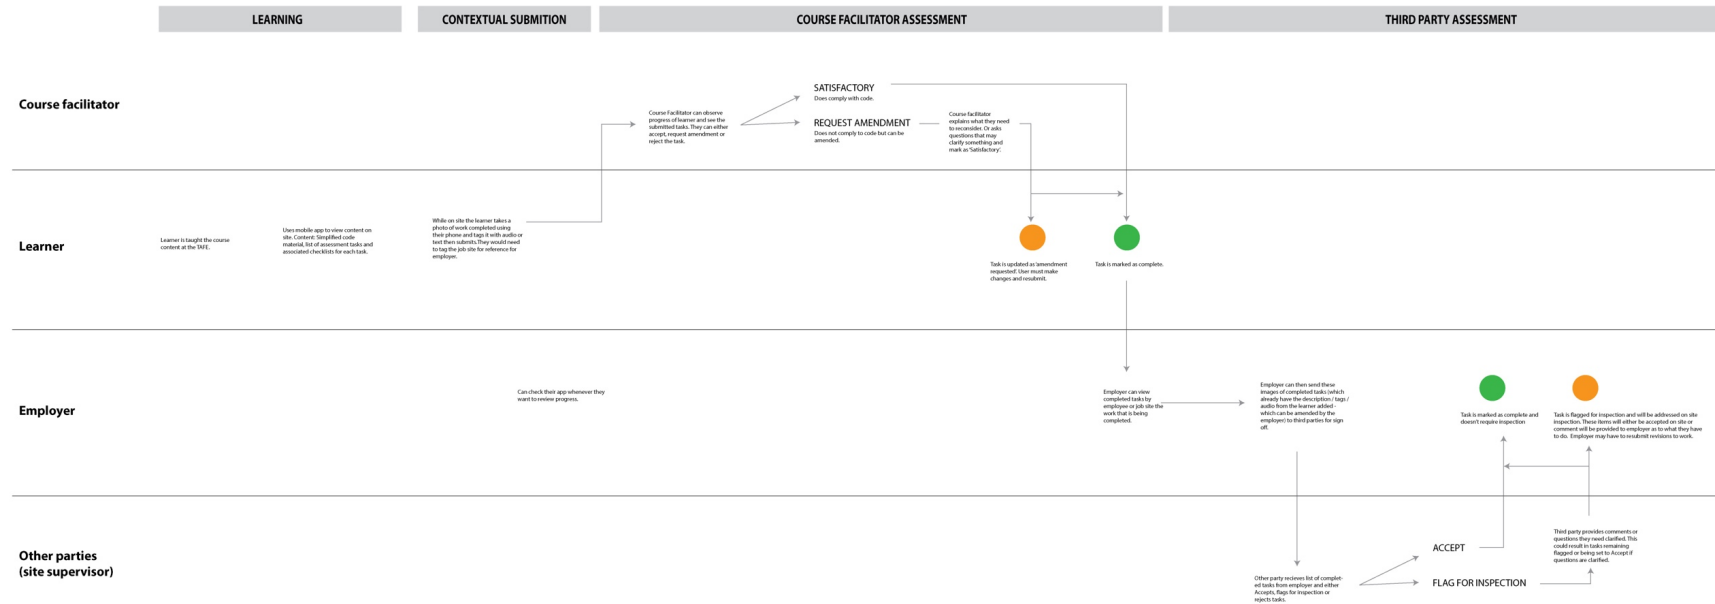 LEARNING
CONTEXTUAL SUBMITION
COURSE FACILITATOR ASSESSMENT
THIRD PARTY ASSESSMENT
Course facilitator
Course Facilitator can observe
progress of learner and see the
submitted tasks. They can either
accept, request amendment or
reject the task.
SATISFACTORY
Does comply with code.
REQUEST AMENDMENT
Does not comply to code but can be
amended.
Course facilitator
explains what they need
to reconsider. Or asks
questions that may
clarify something and
mark as 'Satisfactory'.
Learner
Learner is taught the course
content at the TAFE.
Uses mobile app to view content on
site. Content: Simplified code
material, list of assessment tasks and
associated checklists for each task.
While on site the learner takes a
photo of work completed using
their phone and tags it with audio or
text then submits.They would need
to tag the job site for reference for
employer.
Task is updated as 'amendment
requested'. User must make
changes and resubmit.
Task is marked as complete.
Employer
Can check their app whenever they
want to review progress.
Employer can view
completed tasks by
employee or job site the
work that is being
completed.
Employer can then send these
images of completed tasks (which
already have the description / tags /
audio from the learner added -
which can be amended by the
employer) to third parties for sign
off.
Task is marked as complete and
doesn't require inspection
Task is flagged for inspection and will be addressed on site
inspection. These items will either be accepted on site or
comment will be provided to employer as to what they have
to do. Employer may have to resubmit revisions to work.
Other parties
(site supervisor)
Other party recieves list of complet-
ed tasks from employer and either
Accepts, flags for inspection or
rejects tasks.
ACCEPT
FLAG FOR INSPECTION
Third party provides comments or
questions they need clarified. This
could result in tasks remaining
flagged or being set to Accept if
questions are clarified.